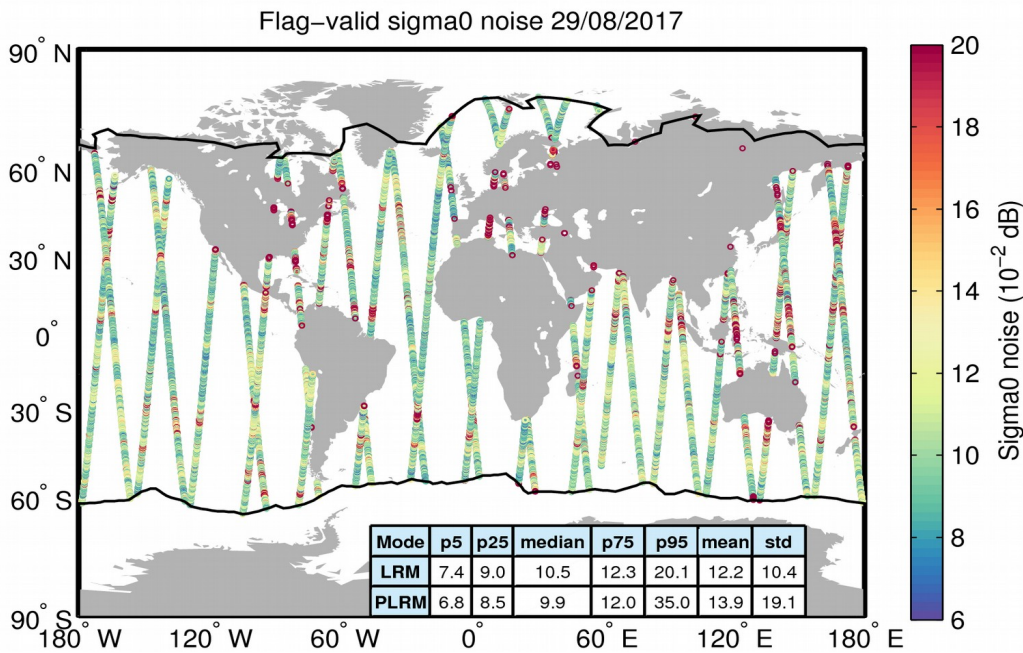 Flag-valid sigma0 noise 29/08/2017
90° N
60° N
30° N
0°
30° S
60° S
90° S
180° W
120° W
60° W
0°
60° E
120° E
180° E
20
18
16
14
12
10
8
6
Sigma0 noise (10⁻² dB)
Mode p5 p25 median p75 p95 mean std
LRM 7.4 9.0 10.5 12.3 20.1 12.2 10.4
PLRM 6.8 8.5 9.9 12.0 35.0 13.9 19.1